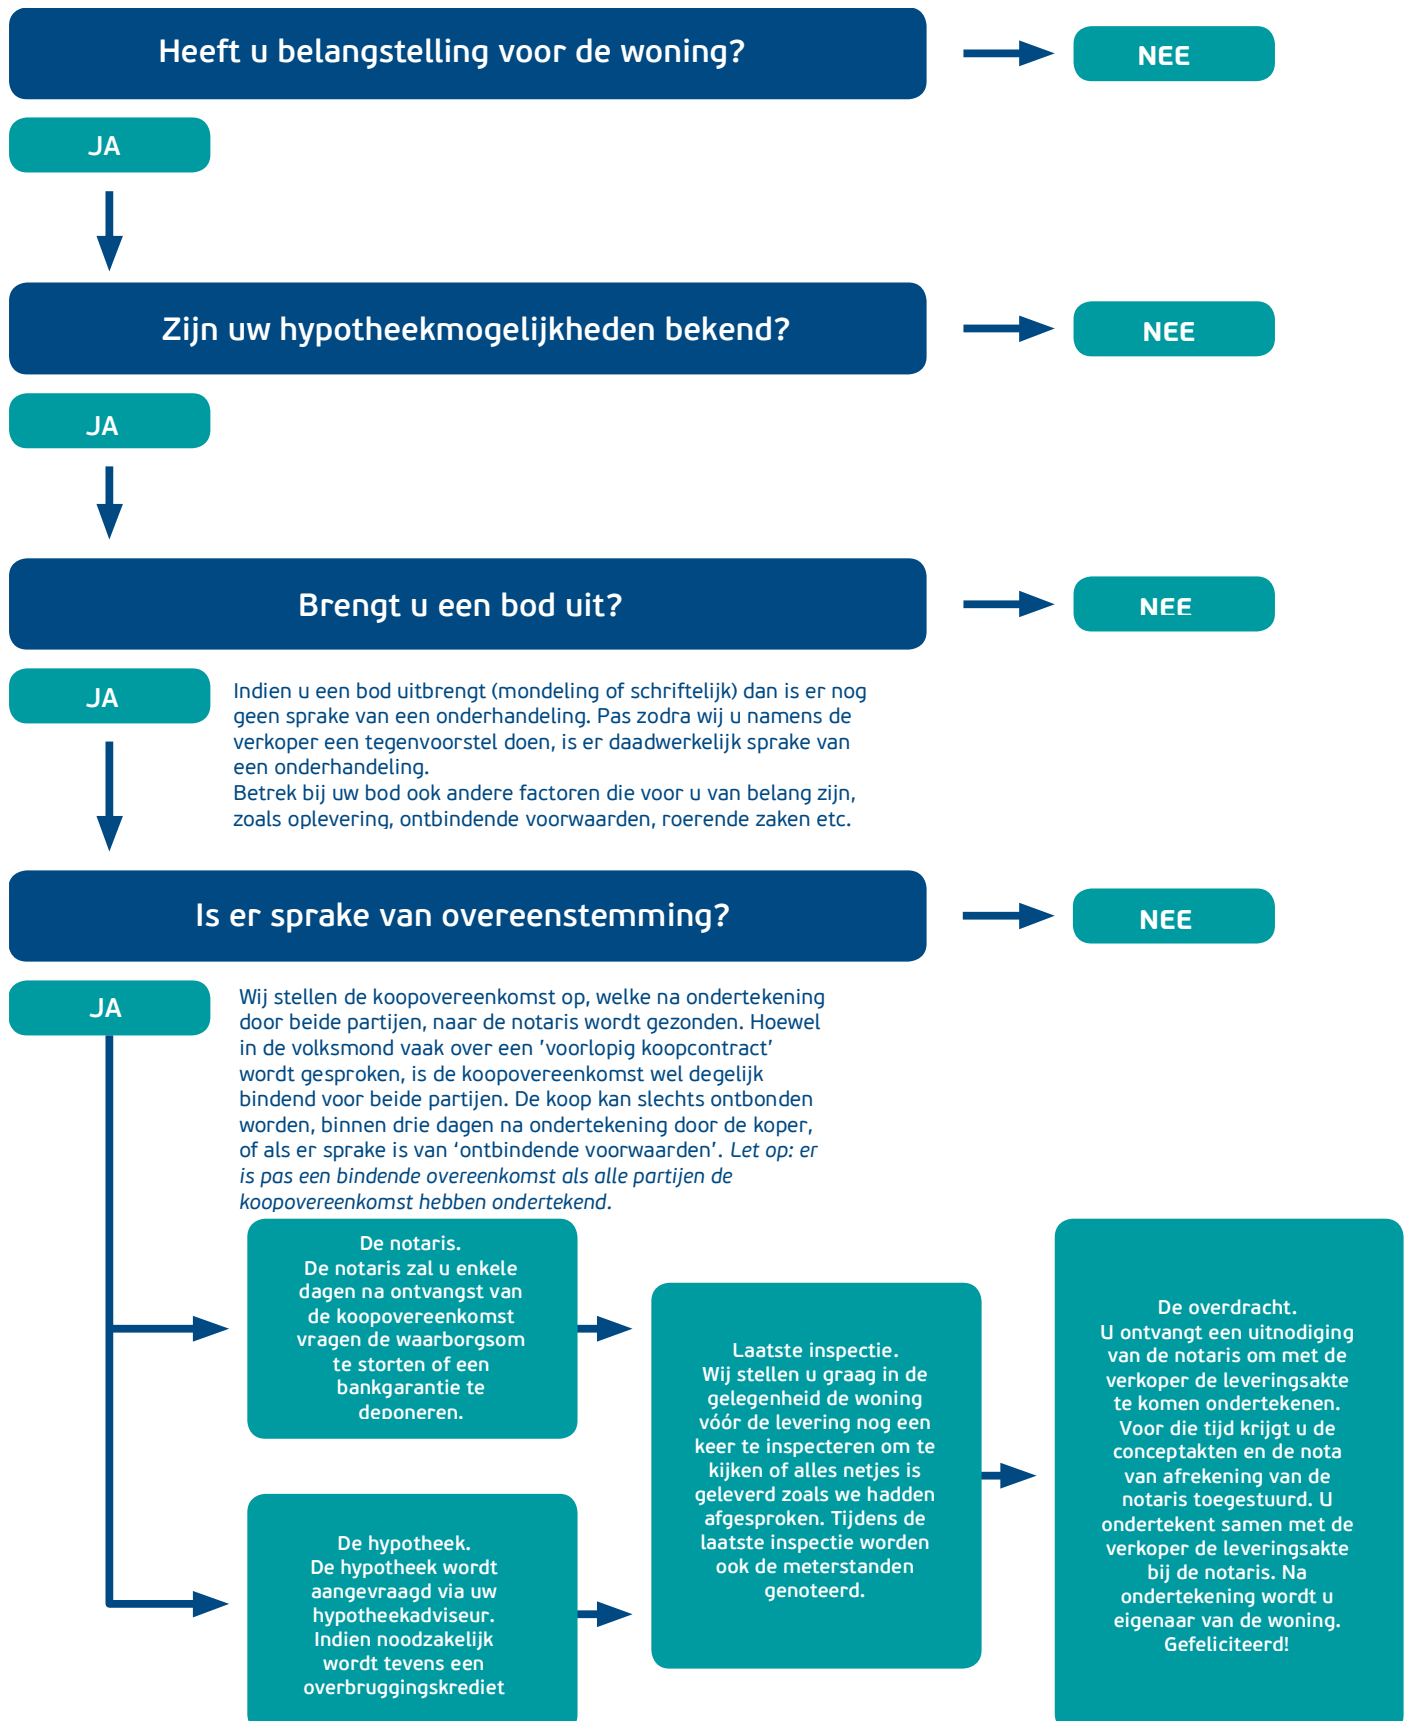 Heeft u belangstelling voor de woning?
NEE
JA
Zijn uw hypotheekmogelijkheden bekend?
NEE
JA
Brengt u een bod uit?
NEE
JA
Indien u een bod uitbrengt (mondeling of schriftelijk) dan is er nog
geen sprake van een onderhandeling. Pas zodra wij u namens de
verkoper een tegenvoorstel doen, is er daadwerkelijk sprake van
een onderhandeling.
Betrek bij uw bod ook andere factoren die voor u van belang zijn,
zoals oplevering, ontbindende voorwaarden, roerende zaken etc.
Is er sprake van overeenstemming?
NEE
JA
Wij stellen de koopovereenkomst op, welke na ondertekening
door beide partijen, naar de notaris wordt gezonden. Hoewel
in de volksmond vaak over een 'voorlopig koopcontract'
wordt gesproken, is de koopovereenkomst wel degelijk
bindend voor beide partijen. De koop kan slechts ontbonden
worden, binnen drie dagen na ondertekening door de koper,
of als er sprake is van ‘ontbindende voorwaarden’. Let op: er
is pas een bindende overeenkomst als alle partijen de
koopovereenkomst hebben ondertekend.
De notaris.
De notaris zal u enkele
dagen na ontvangst van
de koopovereenkomst
vragen de waarborgsom
te storten of een
bankgarantie te
deponeren.
De hypotheek.
De hypotheek wordt
aangevraagd via uw
hypotheekadviseur.
Indien noodzakelijk
wordt tevens een
overbruggingskrediet
Laatste inspectie.
Wij stellen u graag in de
gelegenheid de woning
vóór de levering nog een
keer te inspecteren om te
kijken of alles netjes is
geleverd zoals we hadden
afgesproken. Tijdens de
laatste inspectie worden
ook de meterstanden
genoteerd.
De overdracht.
U ontvangt een uitnodiging
van de notaris om met de
verkoper de leveringsakte
te komen ondertekenen.
Voor die tijd krijgt u de
conceptakten en de nota
van afrekening van de
notaris toegestuurd. U
ondertekent samen met de
verkoper de leveringsakte
bij de notaris. Na
ondertekening wordt u
eigenaar van de woning.
Gefeliciteerd!